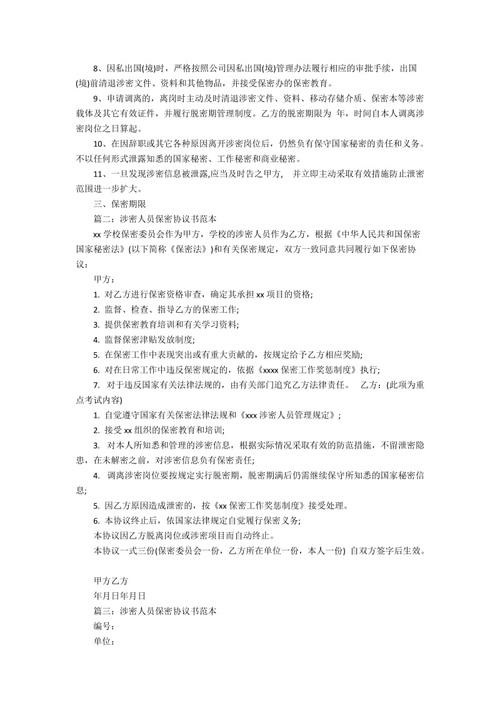 8、因私出国(境)时，严格按照公司因私出国(境)管理办法履行相应的审批手续，出国
(境)前清退涉密文件、资料和其他物品，并接受保密办的保密教育。
9、申请调离的，离岗时主动及时清退涉密文件、资料、移动存储介质、保密本等涉密
载体及其它有效证件，并履行脱密期管理制度。乙方的脱密期限为 年，时间自本人调离涉
密岗位之日算起。
10、在因辞职或其它各种原因离开涉密岗位后，仍然负有保守国家秘密的责任和义务。
不以任何形式泄露知悉的国家秘密、工作秘密和商业秘密。
11、一旦发现涉密信息被泄露,应当及时告之甲方， 并立即主动采取有效措施防止泄密
范围进一步扩大。
三、保密期限
篇二：涉密人员保密协议书范本
xx 学校保密委员会作为甲方，学校的涉密人员作为乙方，根据《中华人民共和国保密
国家秘密法》(以下简称《保密法》)和有关保密规定，双方一致同意共同履行如下保密协
议：
甲方：
1. 对乙方进行保密资格审查，确定其承担 xx 项目的资格;
2. 监督、检查、指导乙方的保密工作;
3. 提供保密教育培训和有关学习资料;
4. 监督保密津贴发放制度;
5. 在保密工作中表现突出或有重大贡献的，按规定给予乙方相应奖励;
6. 对在日常工作中违反保密规定的，依据《xxxx 保密工作奖惩制度》执行;
7. 对于违反国家有关法律法规的，由有关部门追究乙方法律责任。 乙方：(此项为重
点考试内容)
1. 自觉遵守国家有关保密法律法规和《xxx 涉密人员管理规定》;
2. 接受 xx 组织的保密教育和培训;
3. 对本人所知悉和管理的涉密信息，根据实际情况采取有效的防范措施，不留泄密隐
患，在未解密之前，对涉密信息负有保密责任;
4. 调离涉密岗位要按规定实行脱密期，脱密期满后仍需继续保守所知悉的国家秘密信
息;
5. 因乙方原因造成泄密的，按《xx 保密工作奖惩制度》接受处理。
6. 本协议终止后，依国家法律规定自觉履行保密义务;
本协议因乙方脱离岗位或涉密项目而自动终止。
本协议一式三份(保密委员会一份，乙方所在单位一份，本人一份) 自双方签字后生效。
甲方乙方
年月日年月日
篇三：涉密人员保密协议书范本
编号：
单位：